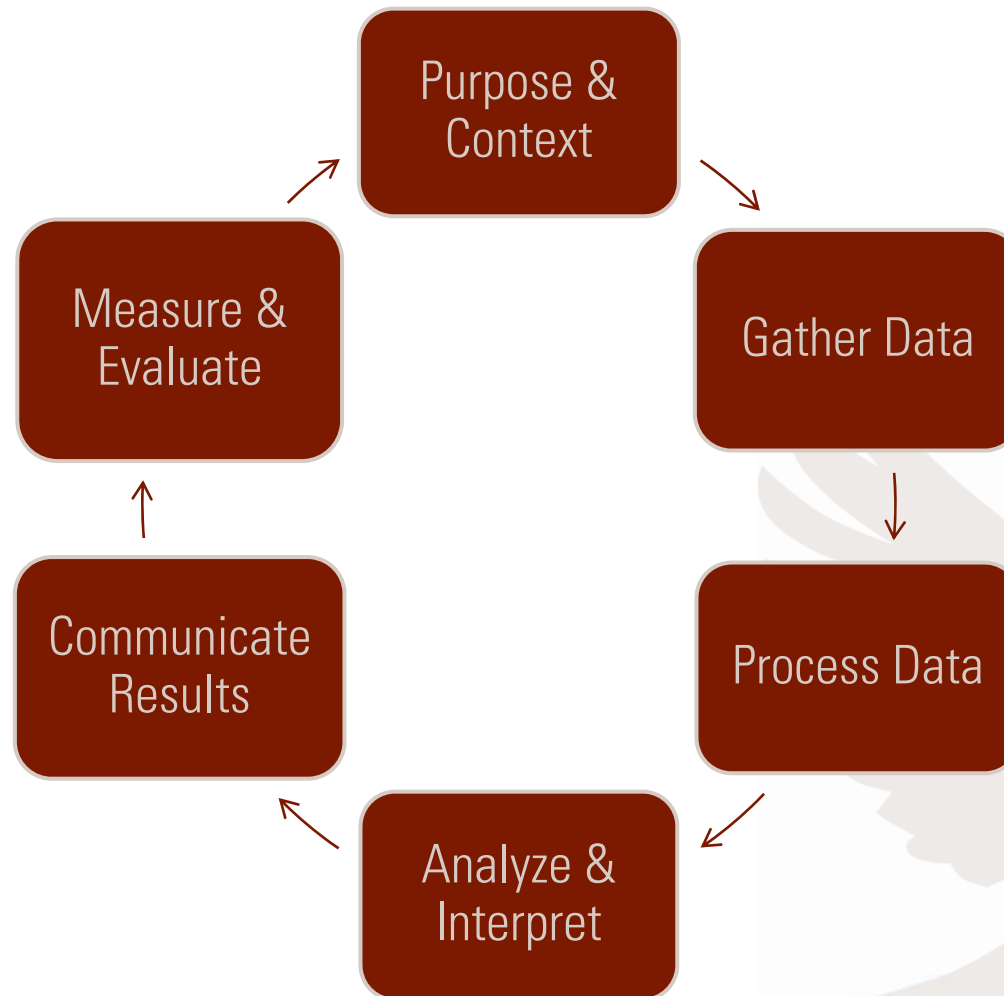 Purpose &
Context
Gather Data
Process Data
Analyze &
Interpret
Communicate
Results
Measure &
Evaluate